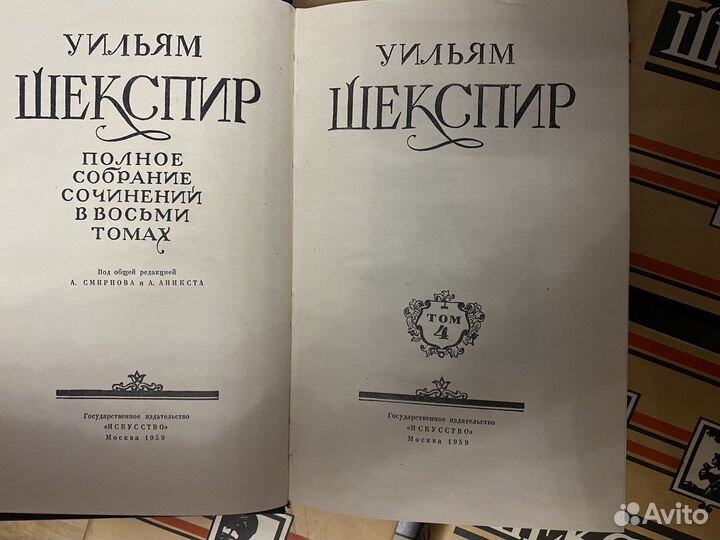 УИЛЬЯМ
ШЕКСПИР
ПОЛНОЕ
СОБРАНИЕ
СОЧИНЕНИЙ
В ВОСЬМИ
ТОМАХ
Под общей редакцией
А. СМИРНОВА и А. АНИКСТА
Государственное издательство
«ИСКУССТВО»
Москва 1959
УИЛЬЯМ
ШЕКСПИР
ТОМ
4
Государственное издательство
«ИСКУССТВО»
Москва 1959
Avito